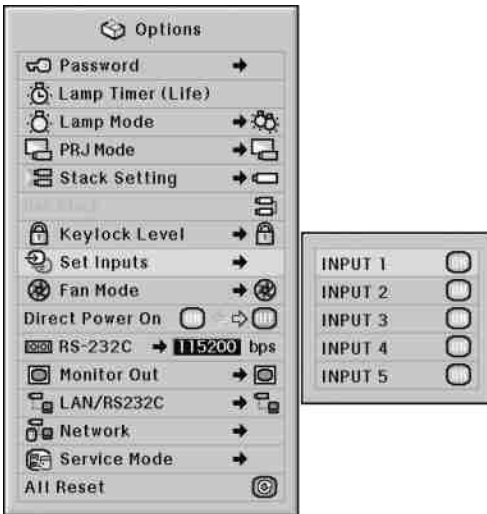 Options
Password
Lamp Timer (Life)
Lamp Mode
PRJ Mode
Stack Setting
Keylock Level
Set Inputs
Fan Mode
Direct Power On
RS-232C 115200 bps
Monitor Out
LAN/RS232C
Network
Service Mode
All Reset
INPUT 1
INPUT 2
INPUT 3
INPUT 4
INPUT 5